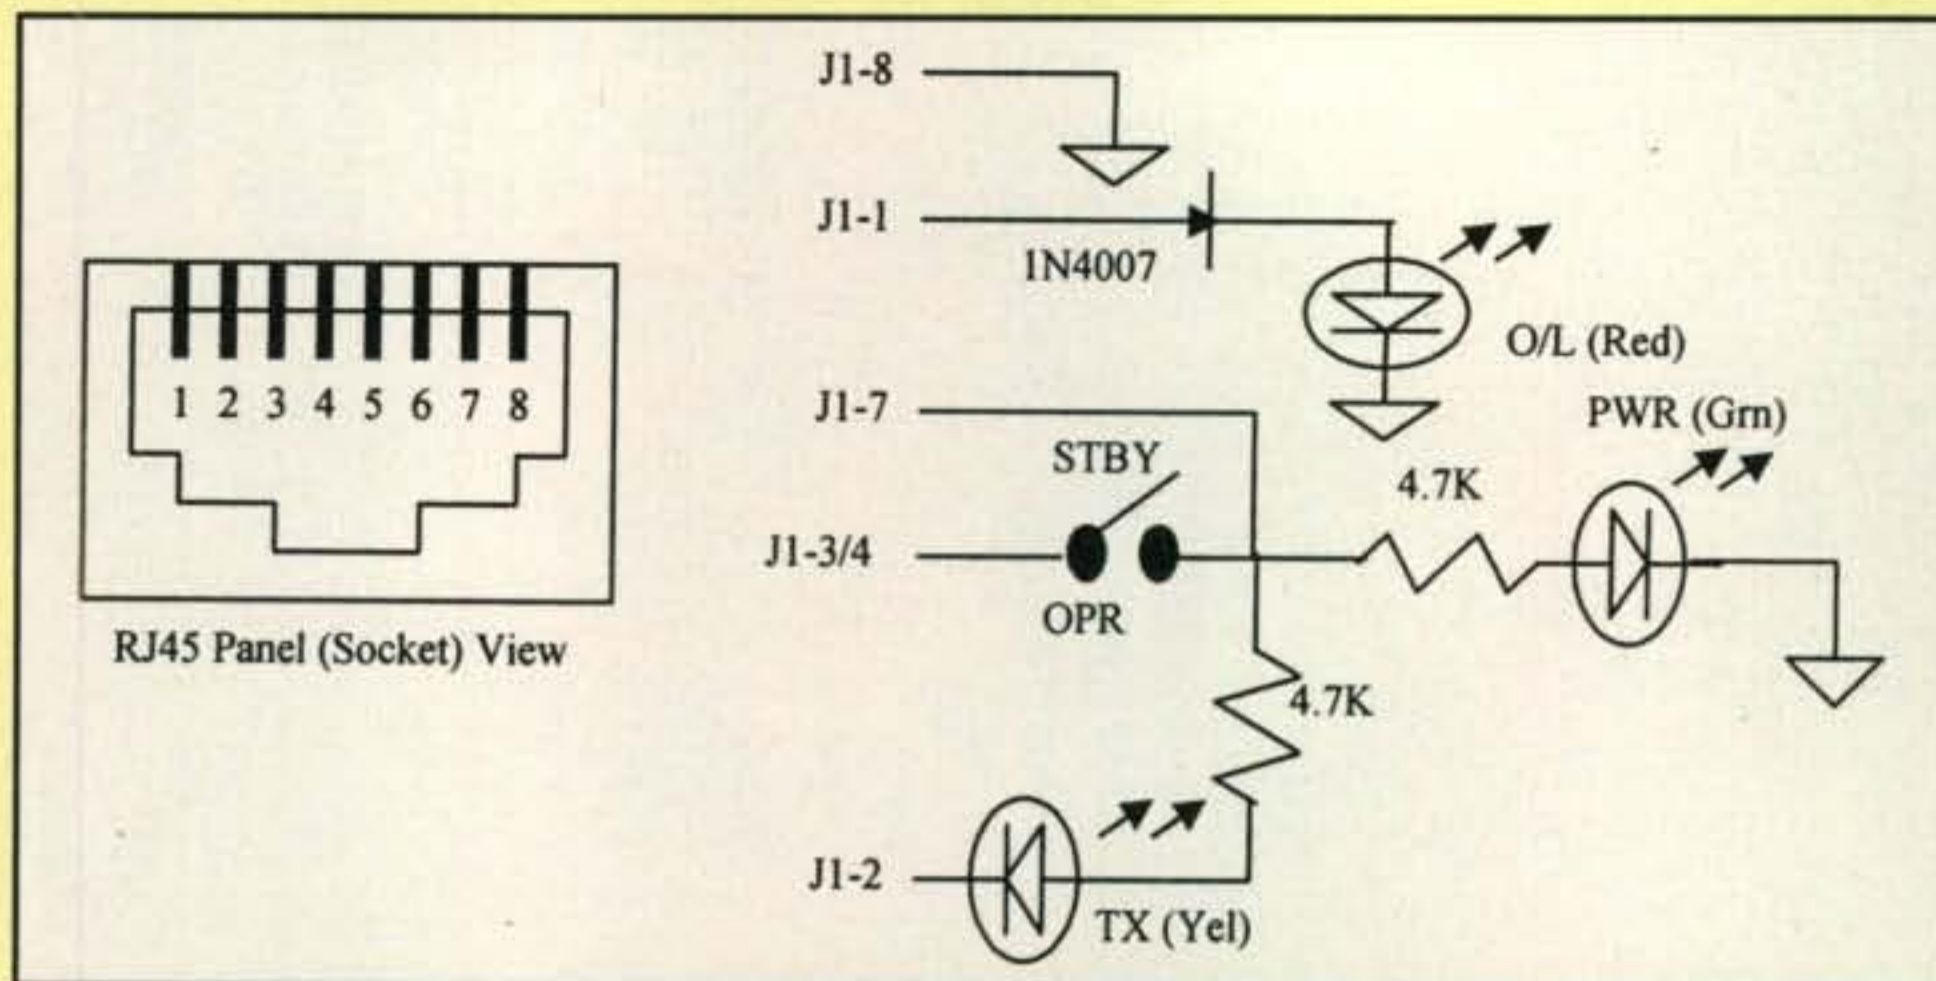 J1-8
J1-1
1N4007
O/L (Red)
1 2 3 4 5 6 7 8
RJ45 Panel (Socket) View
J1-7
PWR (Grn)
STBY
4.7K
J1-3/4
OPR
4.7K
J1-2
TX (Yel)